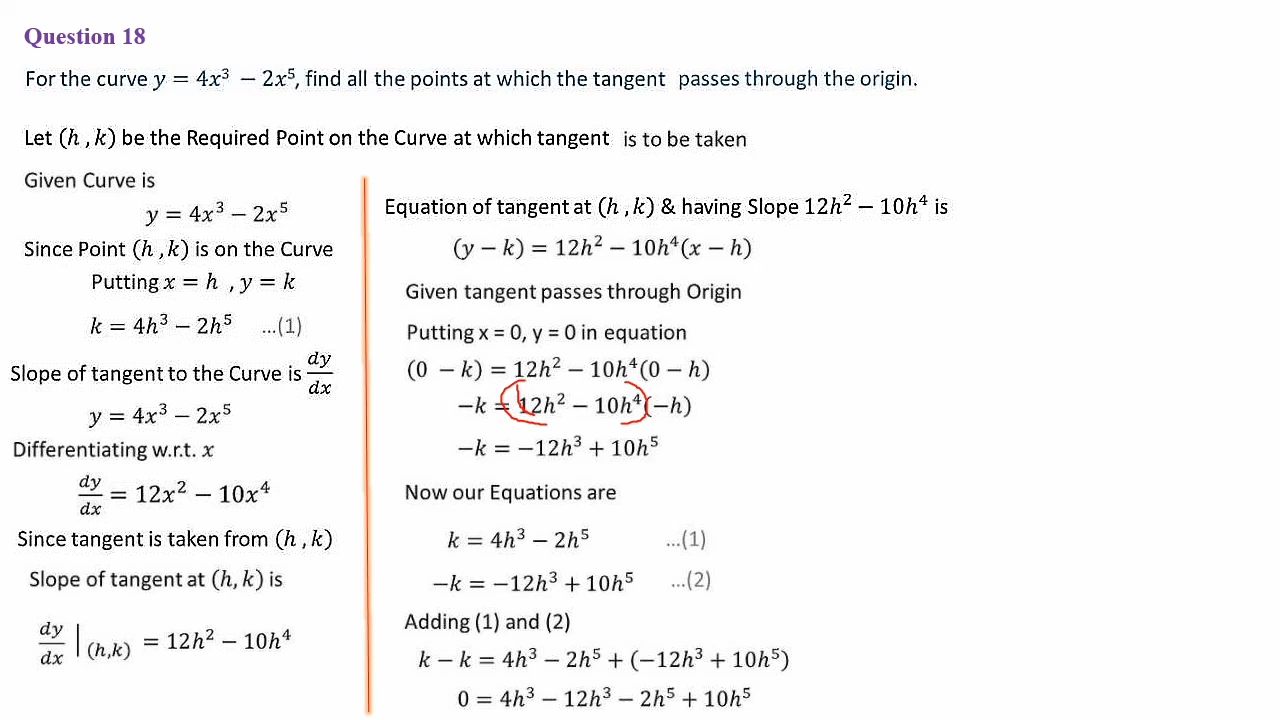 Question 18
For the curve y = 4x³ − 2x⁵, find all the points at which the tangent passes through the origin.
Let (h , k) be the Required Point on the Curve at which tangent is to be taken
Given Curve is
y = 4x³ − 2x⁵
Since Point (h , k) is on the Curve
Putting x = h , y = k
k = 4h³ − 2h⁵ ...(1)
Slope of tangent to the Curve is dy/dx
y = 4x³ − 2x⁵
Differentiating w.r.t. x
dy/dx = 12x² − 10x⁴
Since tangent is taken from (h , k)
Slope of tangent at (h, k) is
dy/dx |(h,k) = 12h² − 10h⁴
Equation of tangent at (h , k) & having Slope 12h² − 10h⁴ is
(y − k) = 12h² − 10h⁴(x − h)
Given tangent passes through Origin
Putting x = 0, y = 0 in equation
(0 − k) = 12h² − 10h⁴(0 − h)
−k = 12h² − 10h⁴(−h)
−k = −12h³ + 10h⁵
Now our Equations are
k = 4h³ − 2h⁵ ...(1)
−k = −12h³ + 10h⁵ ...(2)
Adding (1) and (2)
k − k = 4h³ − 2h⁵ + (−12h³ + 10h⁵)
0 = 4h³ − 12h³ − 2h⁵ + 10h⁵